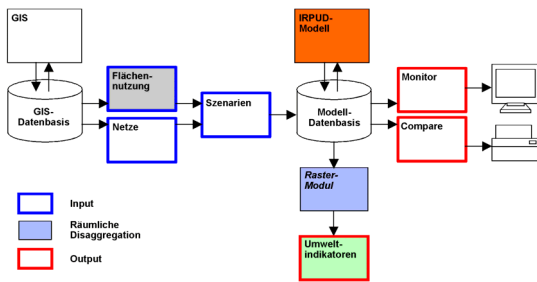 GIS
IRPUD-
Modell
Flächen-
nutzung
Monitor
GIS-
Datenbasis
Szenarien
Modell-
Datenbasis
Netze
Compare
Raster-
Modul
Input
Räumliche
Disaggregation
Umwelt-
indikatoren
Output